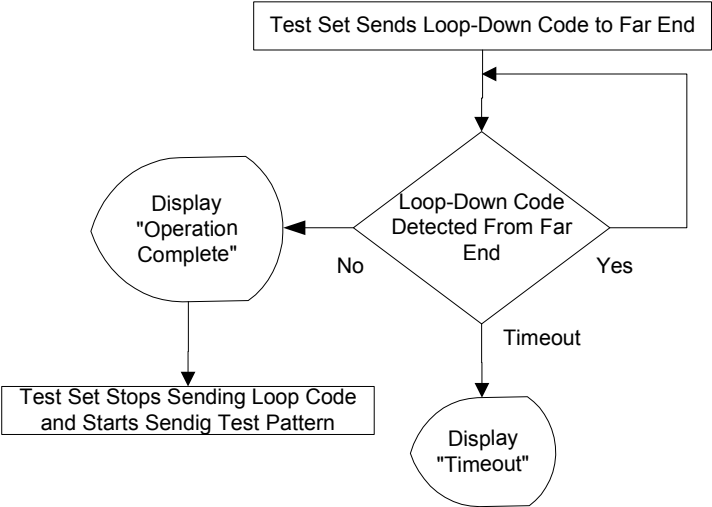 Test Set Sends Loop-Down Code to Far End
Loop-Down Code
Detected From Far
End
Display
"Operation
Complete"
No
Yes
Timeout
Test Set Stops Sending Loop Code
and Starts Sendig Test Pattern
Display
"Timeout"